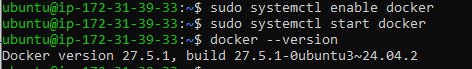 ubuntu@ip-172-31-39-33:~$ sudo systemctl enable docker
ubuntu@ip-172-31-39-33:~$ sudo systemctl start docker
ubuntu@ip-172-31-39-33:~$ docker --version
Docker version 27.5.1, build 27.5.1-0ubuntu3~24.04.2